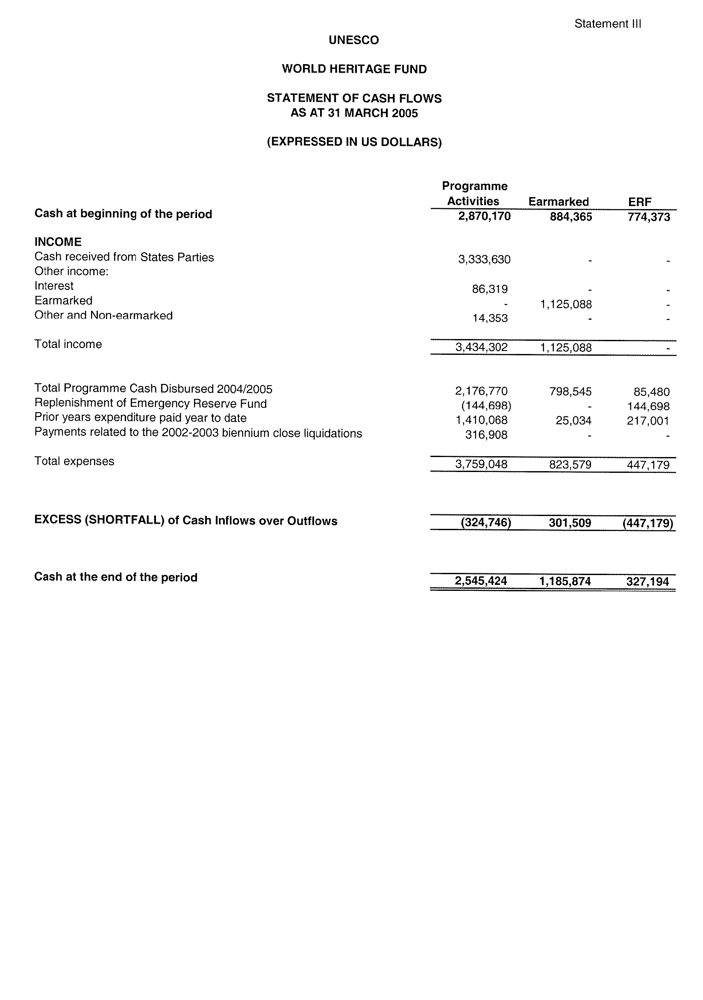 Statement III
UNESCO
WORLD HERITAGE FUND
STATEMENT OF CASH FLOWS
AS AT 31 MARCH 2005
(EXPRESSED IN US DOLLARS)
Programme
Activities Earmarked ERF
Cash at beginning of the period 2,870,170 884,365 774,373
INCOME
Cash received from States Parties 3,333,630 - -
Other income:
Interest 86,319 - -
Earmarked - 1,125,088 -
Other and Non-earmarked 14,353 - -
Total income 3,434,302 1,125,088 -
Total Programme Cash Disbursed 2004/2005 2,176,770 798,545 85,480
Replenishment of Emergency Reserve Fund (144,698) - 144,698
Prior years expenditure paid year to date 1,410,068 25,034 217,001
Payments related to the 2002-2003 biennium close liquidations 316,908 - -
Total expenses 3,759,048 823,579 447,179
EXCESS (SHORTFALL) of Cash Inflows over Outflows (324,746) 301,509 (447,179)
Cash at the end of the period 2,545,424 1,185,874 327,194